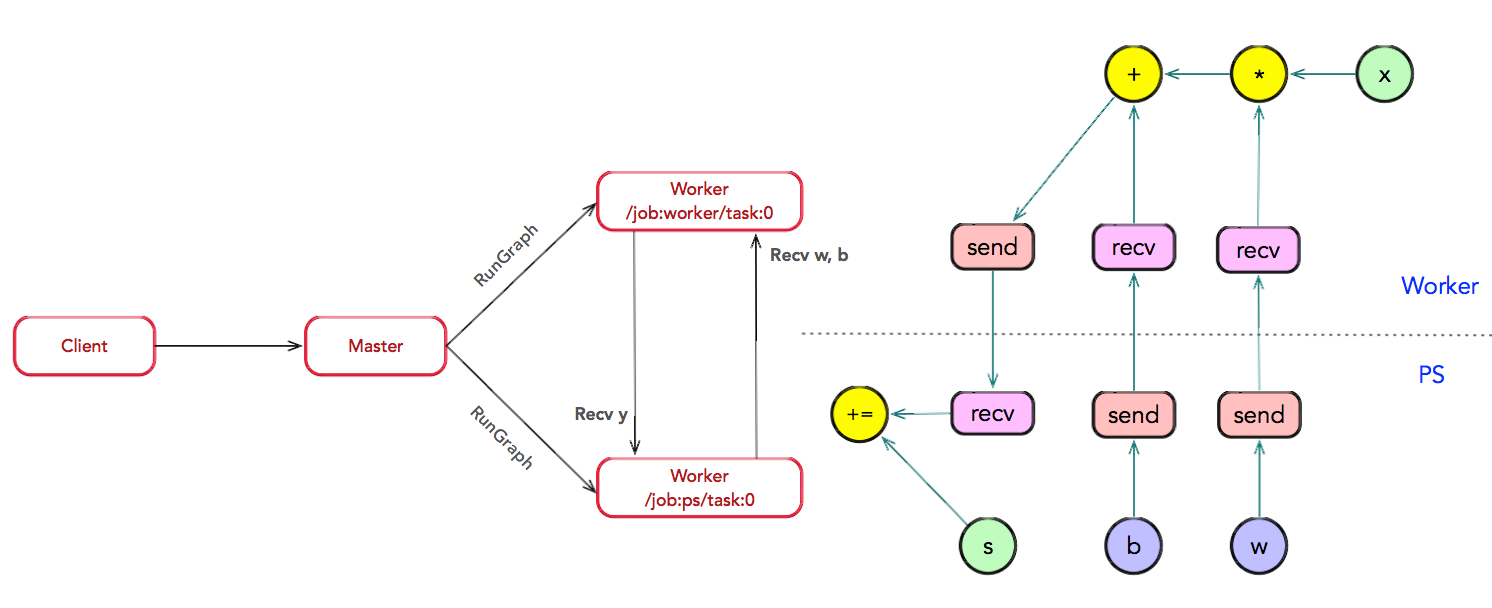 Client
Master
RunGraph
RunGraph
Worker
/job:worker/task:0
Recv w, b
Recv y
Worker
/job:ps/task:0
+
*
x
send
recv
recv
Worker
PS
+=
recv
send
send
s
b
w